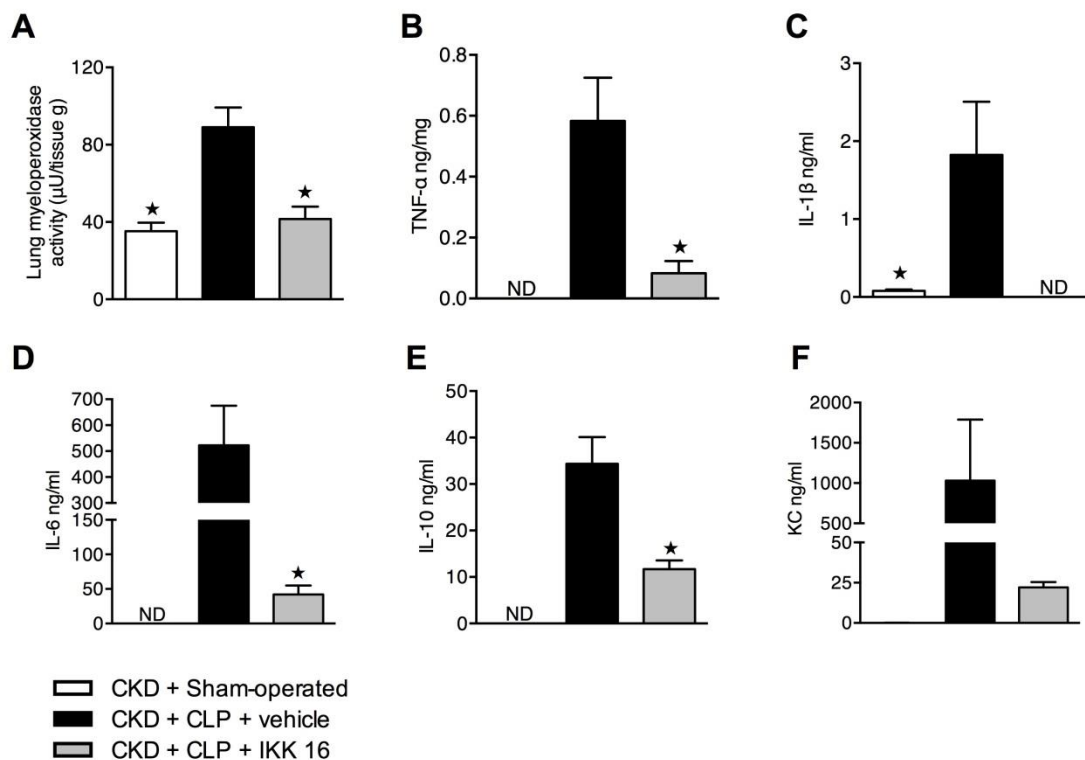 A
Lung myeloperoxidase
activity (µU/tissue g)
120
80
40
0
★
★
B
TNF-α ng/mg
0.8
0.6
0.4
0.2
0.0
ND
★
C
IL-1β ng/ml
3
2
1
0
★
ND
D
IL-6 ng/ml
700
600
500
400
300
150
100
50
0
ND
★
E
IL-10 ng/ml
50
40
30
20
10
0
ND
★
F
KC ng/ml
2000
1500
1000
500
50
25
0
CKD + Sham-operated
CKD + CLP + vehicle
CKD + CLP + IKK 16